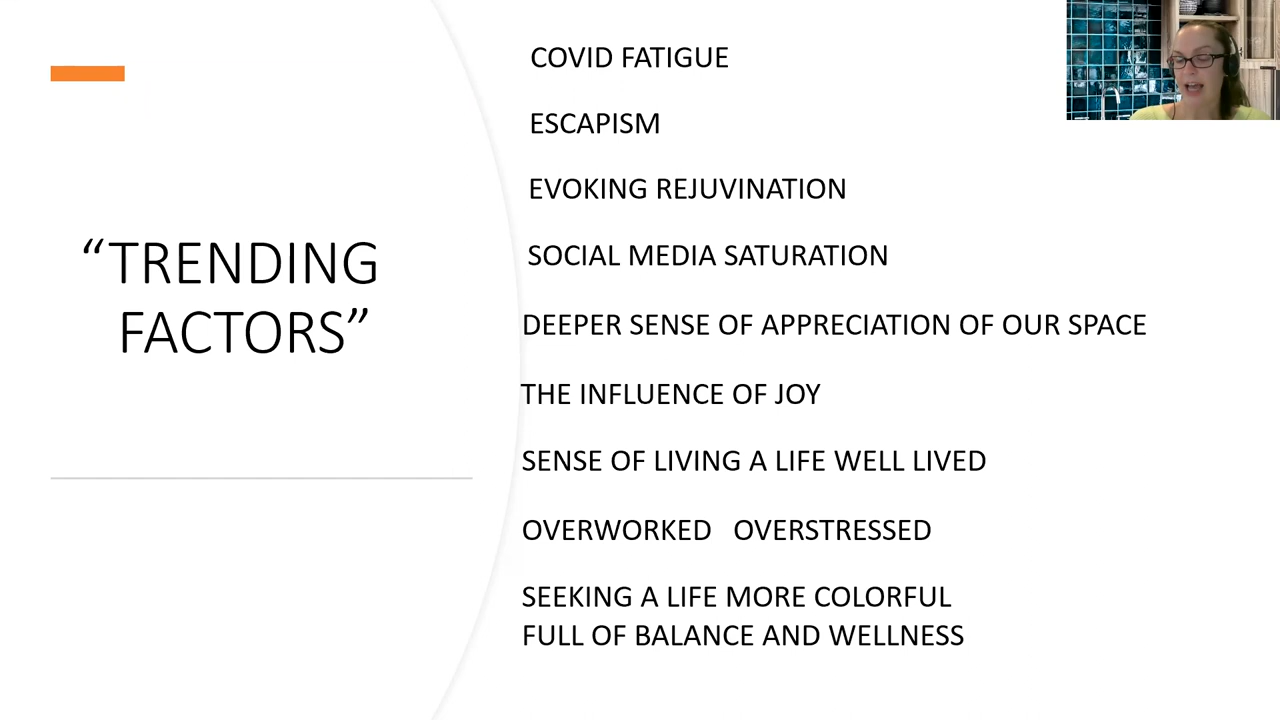 “TRENDING
FACTORS”
COVID FATIGUE
ESCAPISM
EVOKING REJUVINATION
SOCIAL MEDIA SATURATION
DEEPER SENSE OF APPRECIATION OF OUR SPACE
THE INFLUENCE OF JOY
SENSE OF LIVING A LIFE WELL LIVED
OVERWORKED   OVERSTRESSED
SEEKING A LIFE MORE COLORFUL
FULL OF BALANCE AND WELLNESS